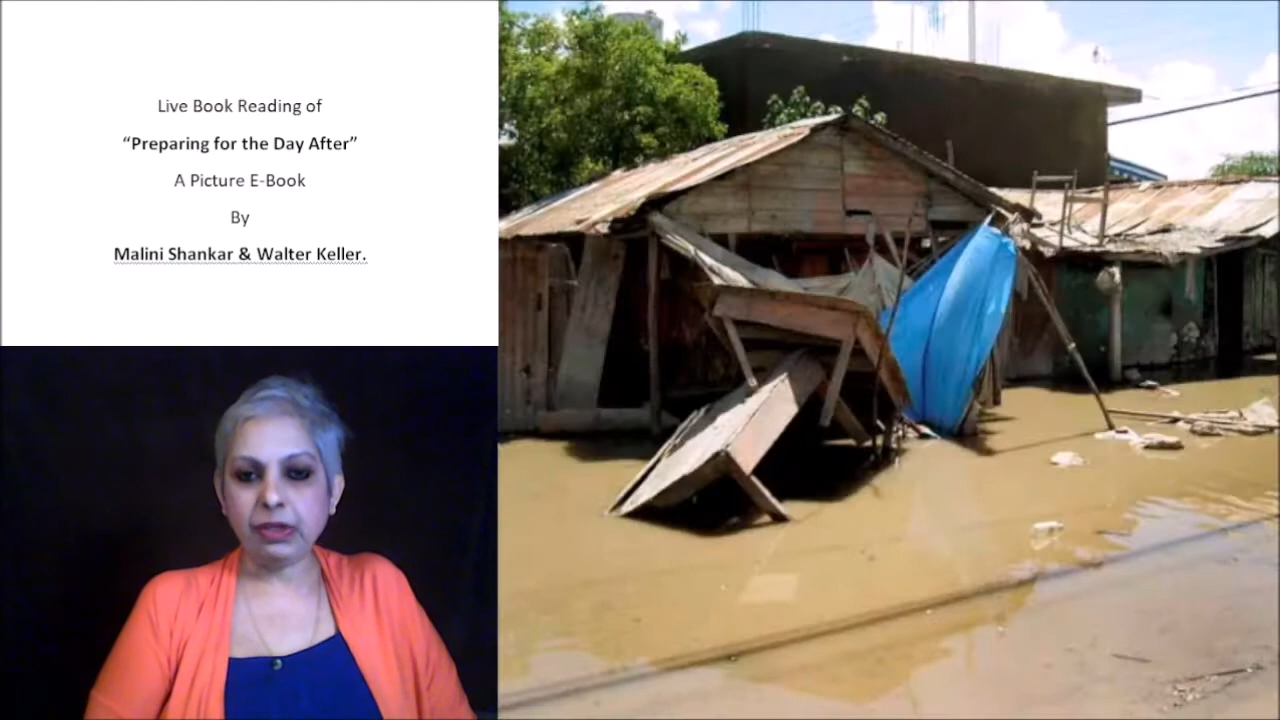 Live Book Reading of
“Preparing for the Day After”
A Picture E-Book
By
Malini Shankar & Walter Keller.